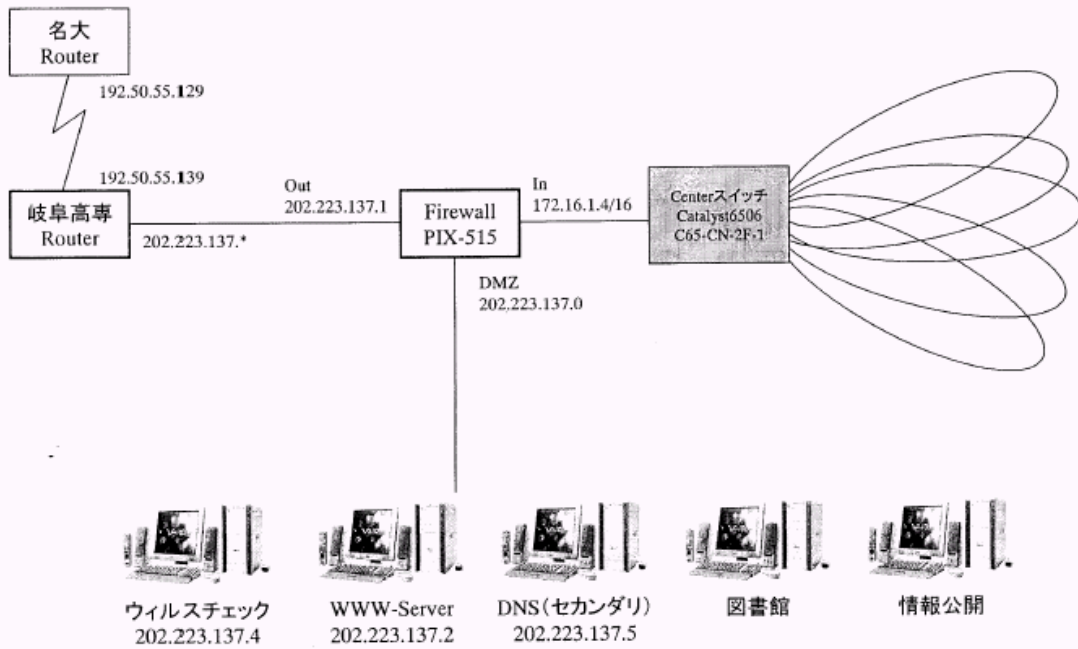 名大
Router
192.50.55.129
192.50.55.139
岐阜高専
Router
202.223.137.*
Out
202.223.137.1
Firewall
PIX-515
In
172.16.1.4/16
Centerスイッチ
Catalyst6506
C65-CN-2F-1
DMZ
202.223.137.0
ウィルスチェック
202.223.137.4
WWW-Server
202.223.137.2
DNS(セカンダリ)
202.223.137.5
図書館
情報公開